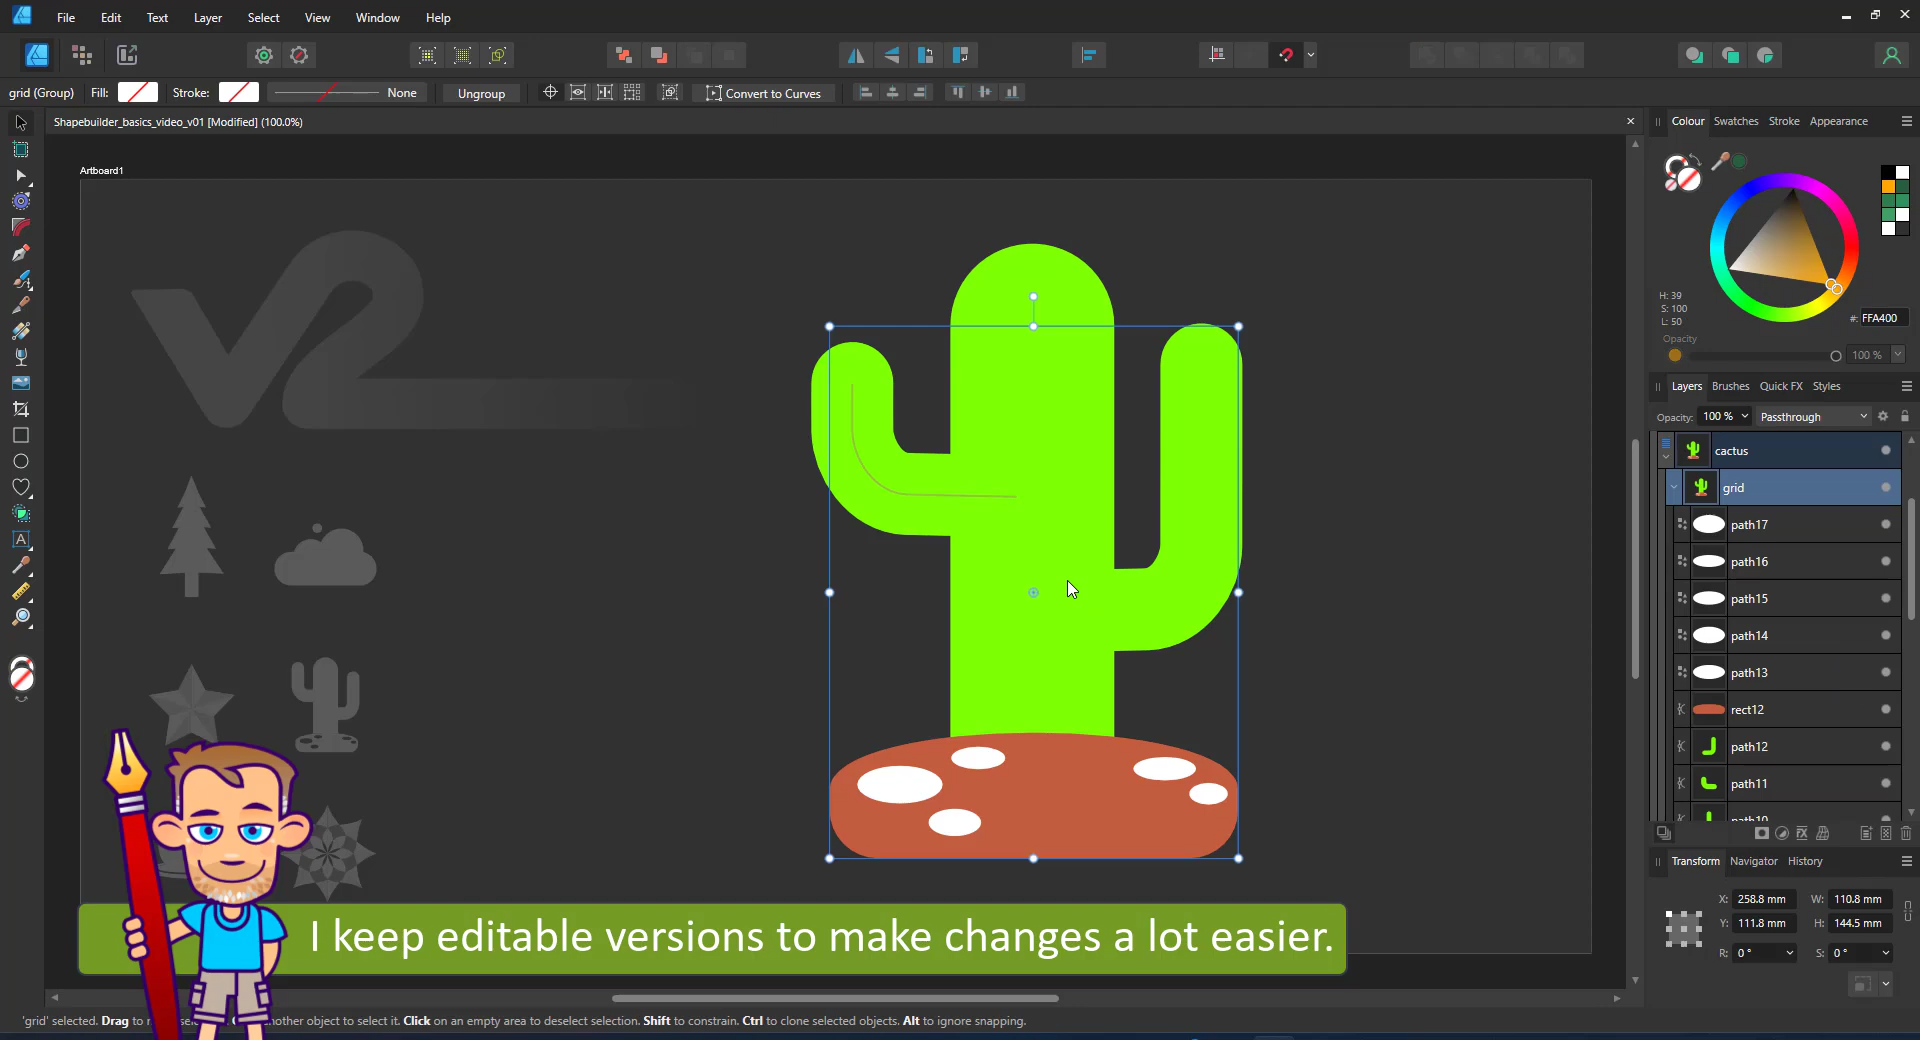 File Edit Text Layer Select View Window Help
grid (Group) Fill: Stroke: None Ungroup Convert to Curves
Shapebuilder_basics_video_v01 [Modified] (100.0%)
Artboard1
V2
Colour Swatches Stroke Appearance
H: 39
S: 100
L: 50
#: FFA400
Opacity
100 %
Layers Brushes Quick FX Styles
Opacity: 100 % Passthrough
cactus
grid
path17
path16
path15
path14
path13
rect12
path12
path11
path10
Transform Navigator History
X: 258.8 mm W: 110.8 mm
Y: 111.8 mm H: 144.5 mm
R: 0 ° S: 0 °
I keep editable versions to make changes a lot easier.
'grid' selected. Drag to another object to select it. Click on an empty area to deselect selection. Shift to constrain. Ctrl to clone selected objects. Alt to ignore snapping.